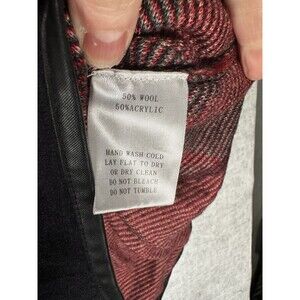 50% WOOL
50%ACRYLIC
HAND WASH COLD
LAY FLAT TO DRY
OR DRY CLEAN
DO NOT BLEACH
DO NOT TUMBLE